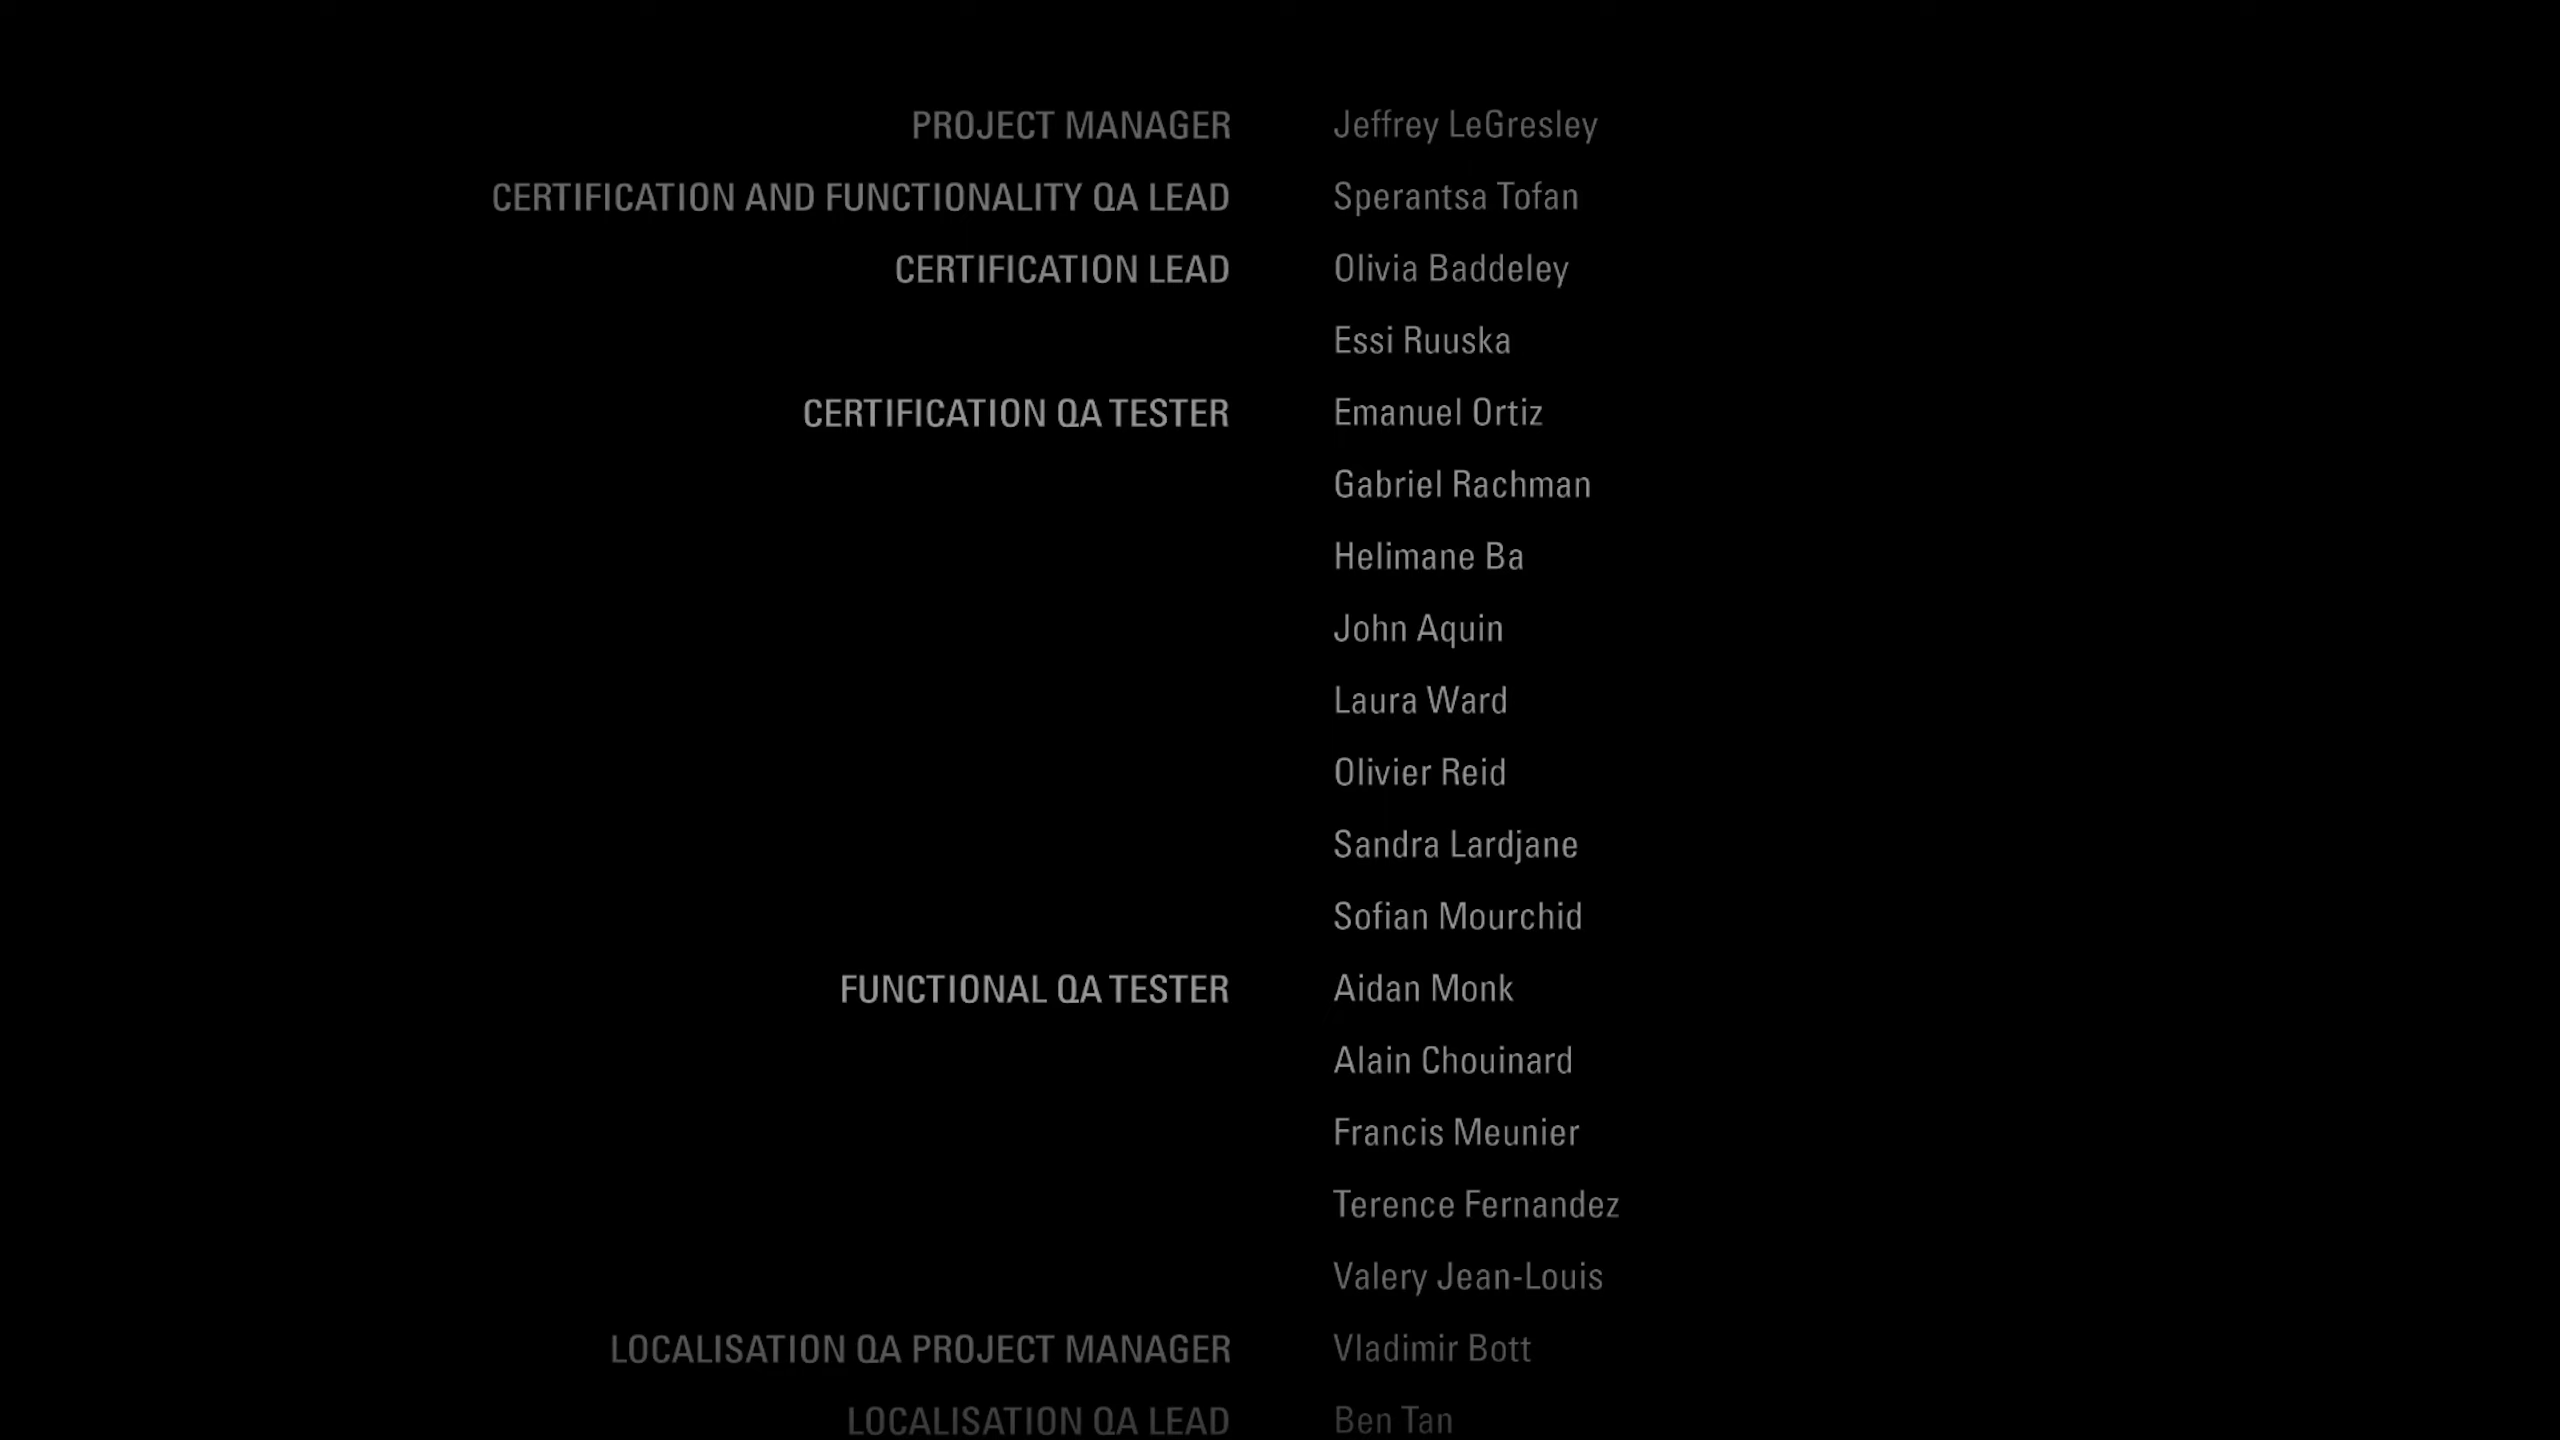 PROJECT MANAGER Jeffrey LeGresley
CERTIFICATION AND FUNCTIONALITY QA LEAD Sperantsa Tofan
CERTIFICATION LEAD Olivia Baddeley
Essi Ruuska
CERTIFICATION QA TESTER Emanuel Ortiz
Gabriel Rachman
Helimane Ba
John Aquin
Laura Ward
Olivier Reid
Sandra Lardjane
Sofian Mourchid
FUNCTIONAL QA TESTER Aidan Monk
Alain Chouinard
Francis Meunier
Terence Fernandez
Valery Jean-Louis
LOCALISATION QA PROJECT MANAGER Vladimir Bott
LOCALISATION QA LEAD Ben Tan